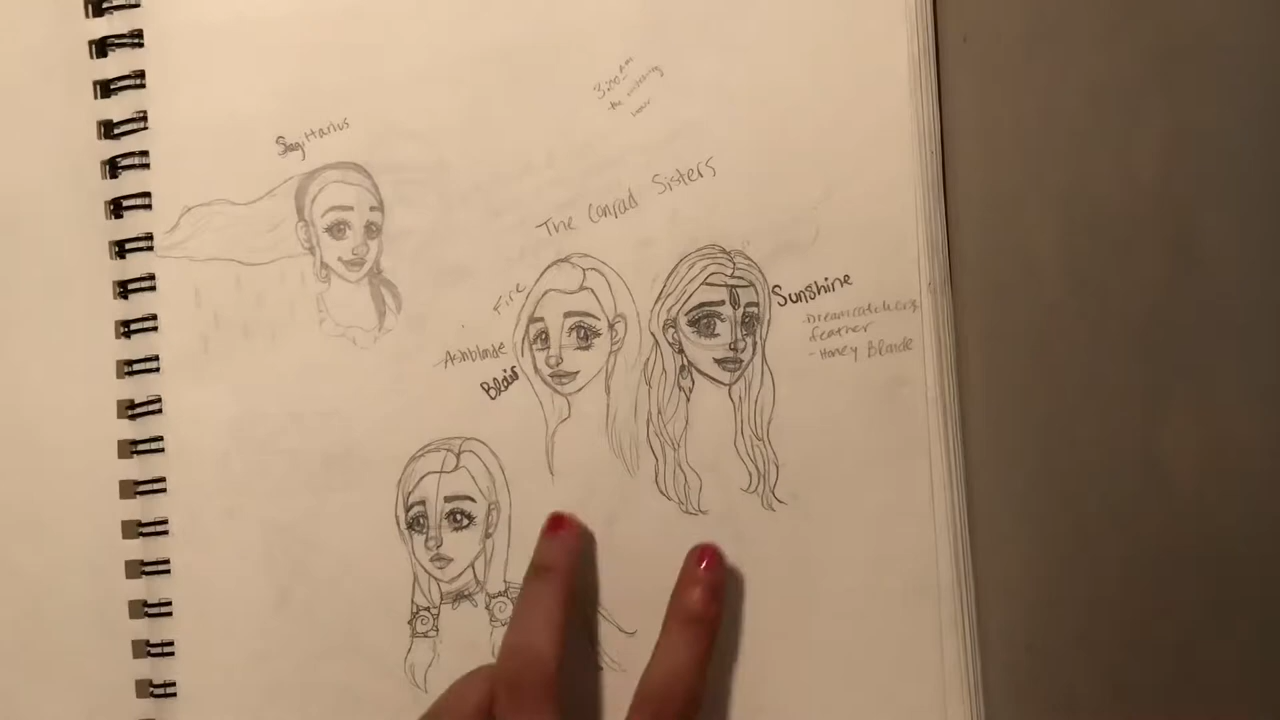 3:00 AM
the witching
hour
Sagittarius
The Conrad Sisters
Fire
-Ashblonde
Blair
Sunshine
-Dreamcatchers
feather
-Honey Blonde